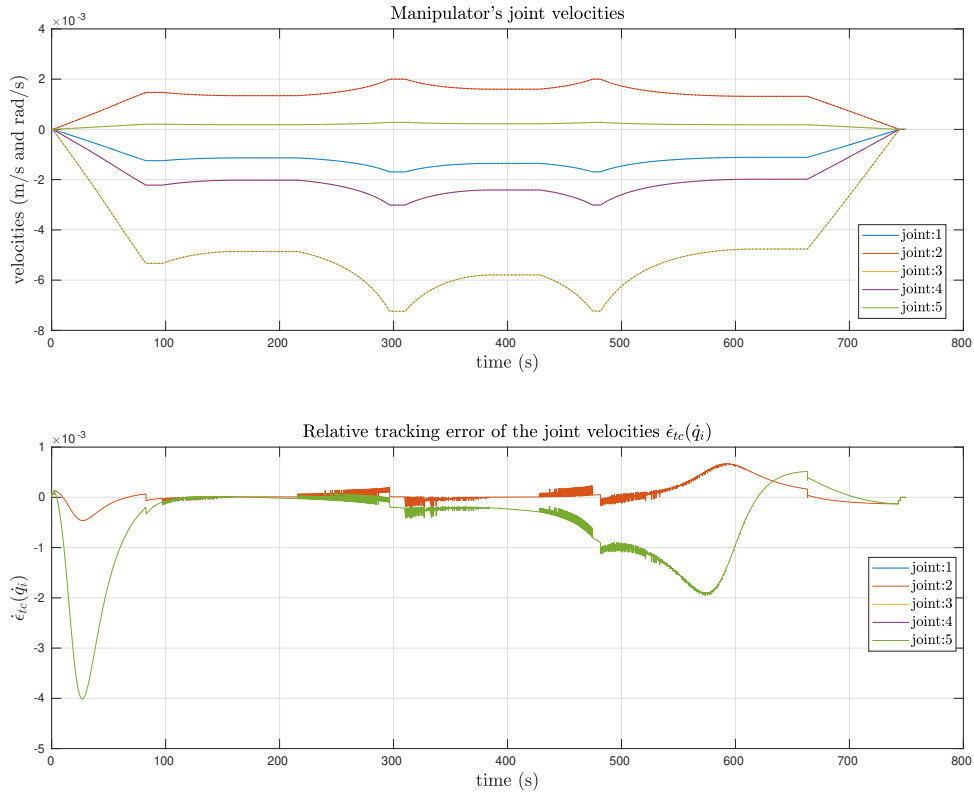 Manipulator's joint velocities
×10⁻³
velocities (m/s and rad/s)
4
2
0
-2
-4
-6
-8
0 100 200 300 400 500 600 700 800
time (s)
joint:1
joint:2
joint:3
joint:4
joint:5
Relative tracking error of the joint velocities ϵ̇ₜ𝒸(q̇ᵢ)
×10⁻³
ϵ̇ₜ𝒸(q̇ᵢ)
1
0
-1
-2
-3
-4
-5
0 100 200 300 400 500 600 700 800
time (s)
joint:1
joint:2
joint:3
joint:4
joint:5